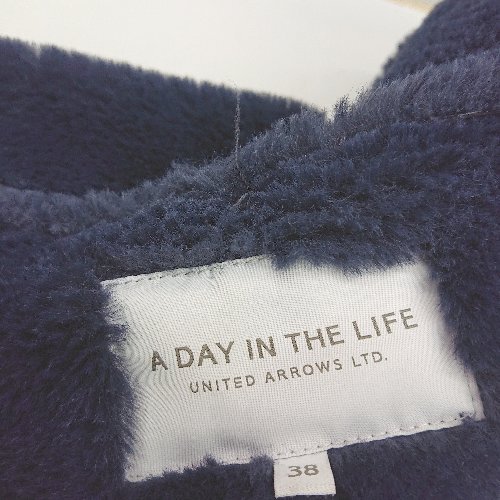 A DAY IN THE LIFE
UNITED ARROWS LTD.
38